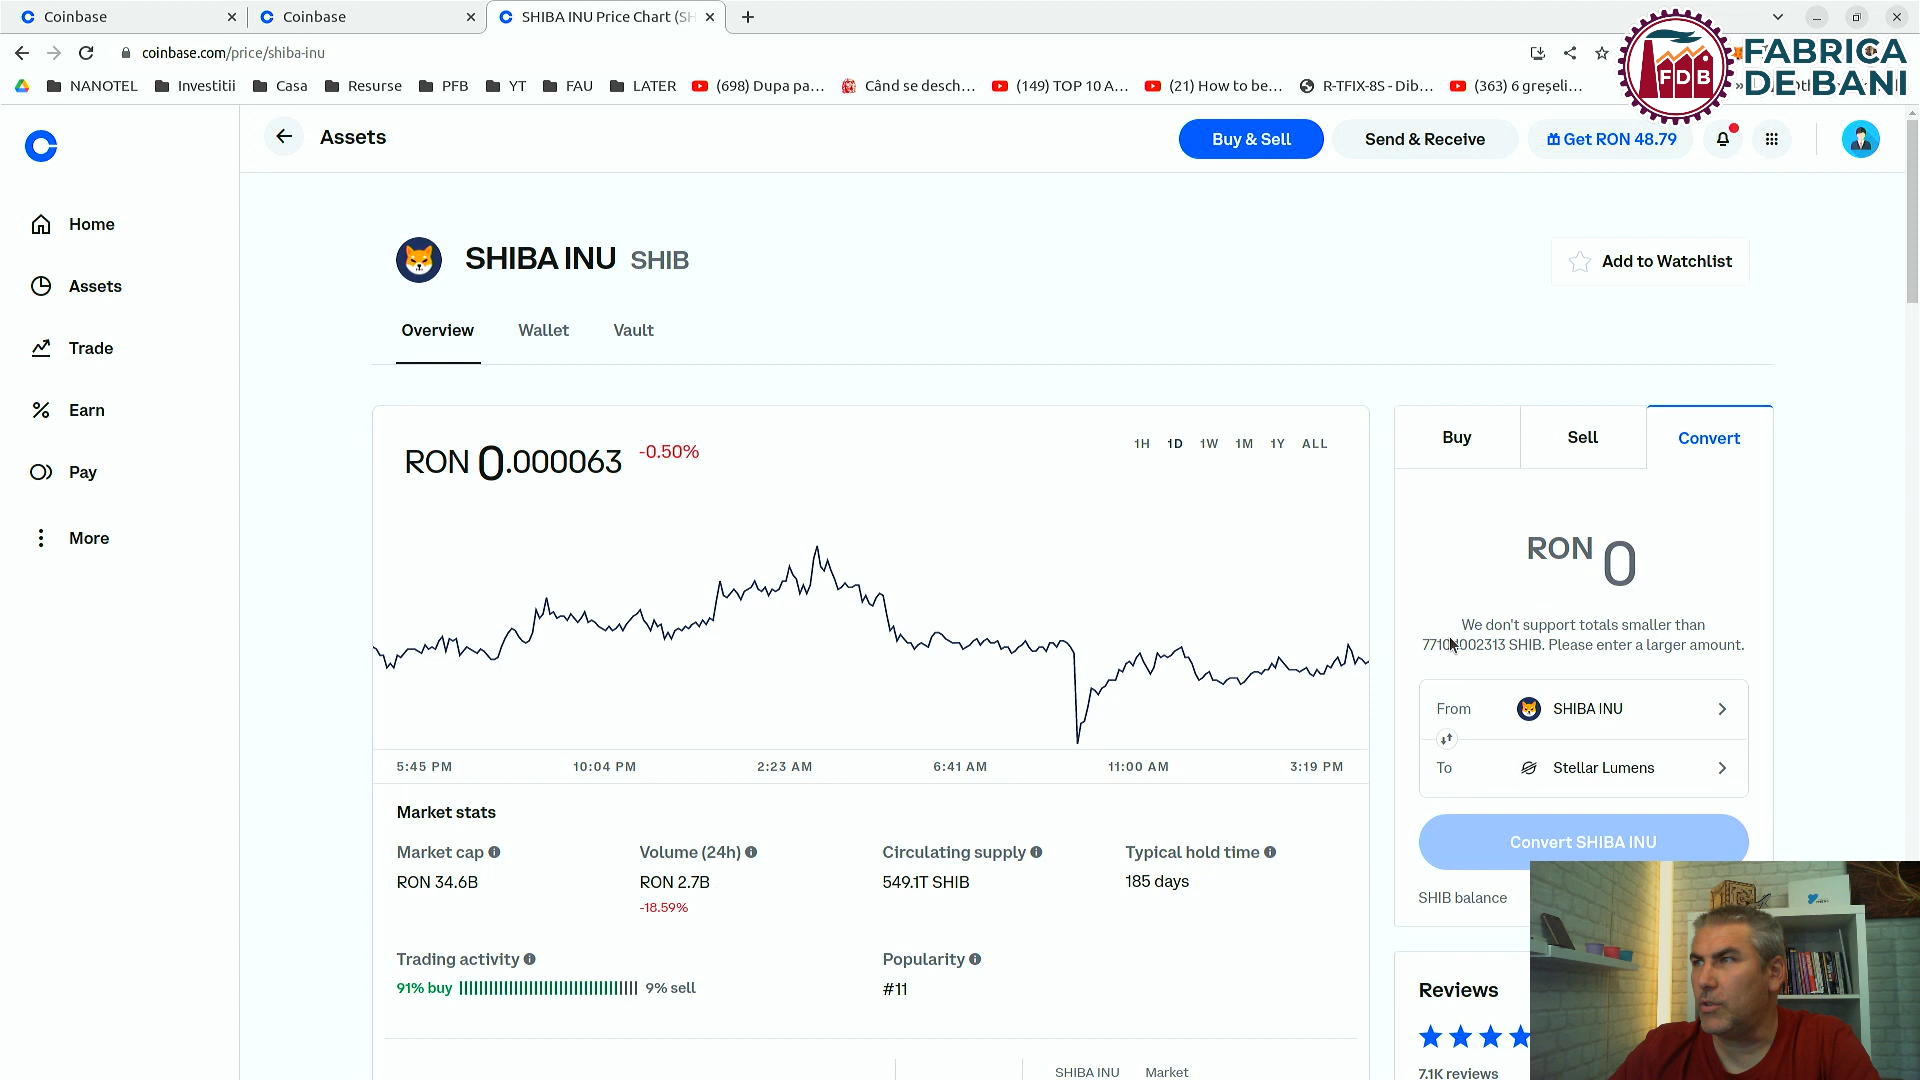 Coinbase
Coinbase
SHIBA INU Price Chart (SH
coinbase.com/price/shiba-inu
NANOTEL
Investitii
Casa
Resurse
PFB
YT
FAU
LATER
(698) Dupa pa...
Când se desch...
(149) TOP 10 A...
(21) How to be...
R-TFIX-8S - Dib...
(363) 6 greșeli...
FDB
FABRICA
DE BANI
Assets
Buy & Sell
Send & Receive
Get RON 48.79
Home
Assets
Trade
Earn
Pay
More
SHIBA INU SHIB
Add to Watchlist
Overview
Wallet
Vault
RON 0.000063 -0.50%
1H 1D 1W 1M 1Y ALL
5:45 PM 10:04 PM 2:23 AM 6:41 AM 11:00 AM 3:19 PM
Buy
Sell
Convert
RON 0
We don't support totals smaller than
SHIB. Please enter a larger amount.
From SHIBA INU
To Stellar Lumens
Convert SHIBA INU
SHIB balance
Market stats
Market cap
RON 34.6B
Volume (24h)
RON 2.7B
-18.59%
Circulating supply
549.1T SHIB
Typical hold time
185 days
Trading activity
91% buy
9% sell
Popularity
#11
SHIBA INU
Market
Reviews
7.1K reviews